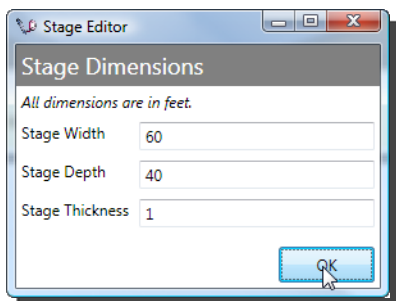 Stage Editor
Stage Dimensions
All dimensions are in feet.
Stage Width 60
Stage Depth 40
Stage Thickness 1
OK